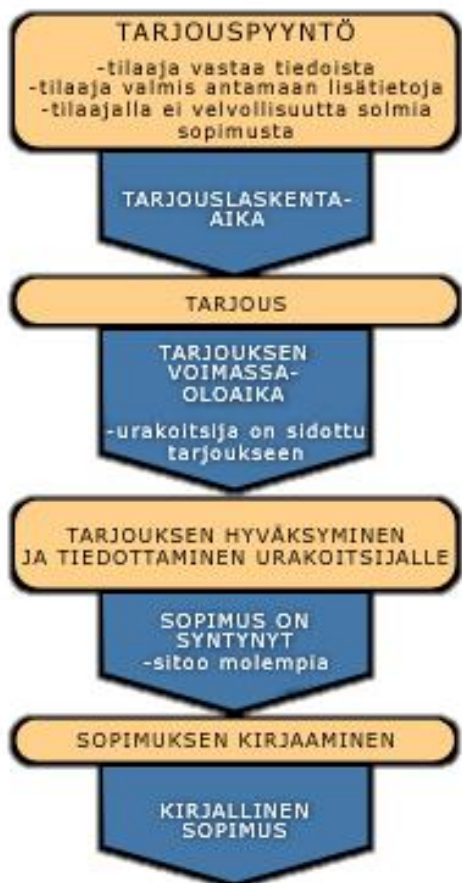 TARJOUSPYYNTÖ
-tilaaja vastaa tiedoista
-tilaaja valmis antamaan lisätietoja
-tilaajalla ei velvollisuutta solmia
sopimusta
TARJOUSLASKENTA-
AIKA
TARJOUS
TARJOUKSEN
VOIMASSA-
OLOAIKA
-urakoitsija on sidottu
tarjoukseen
TARJOUKSEN HYVÄKSYMINEN
JA TIEDOTTAMINEN URAKOITSIJALLE
SOPIMUS ON
SYNTYNYT
-sitoo molempia
SOPIMUKSEN KIRJAAMINEN
KIRJALLINEN
SOPIMUS